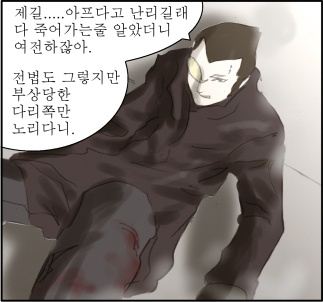 제길.....아프다고 난리길래
다 죽어가는줄 알았더니
여전하잖아.
전법도 그렇지만
부상당한
다리쪽만
노리다니.